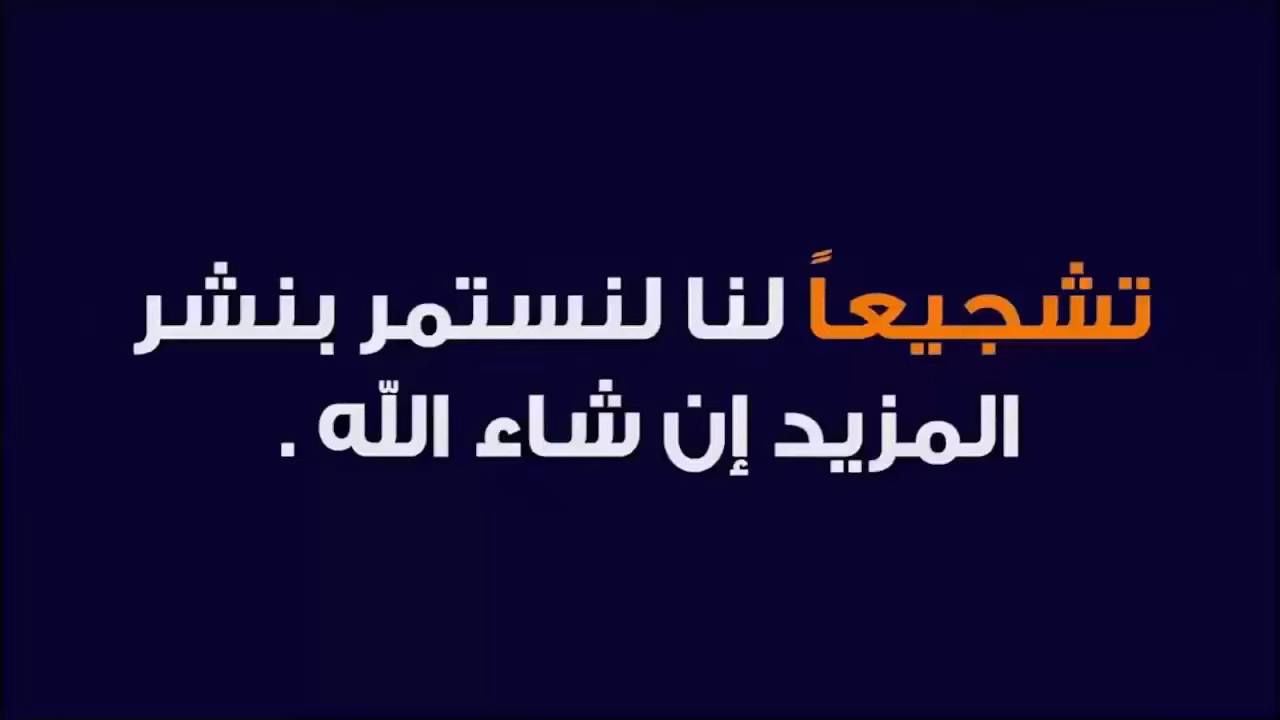 تشجيعاً لنا لنستمر بنشر
المزيد إن شاء اللّه .